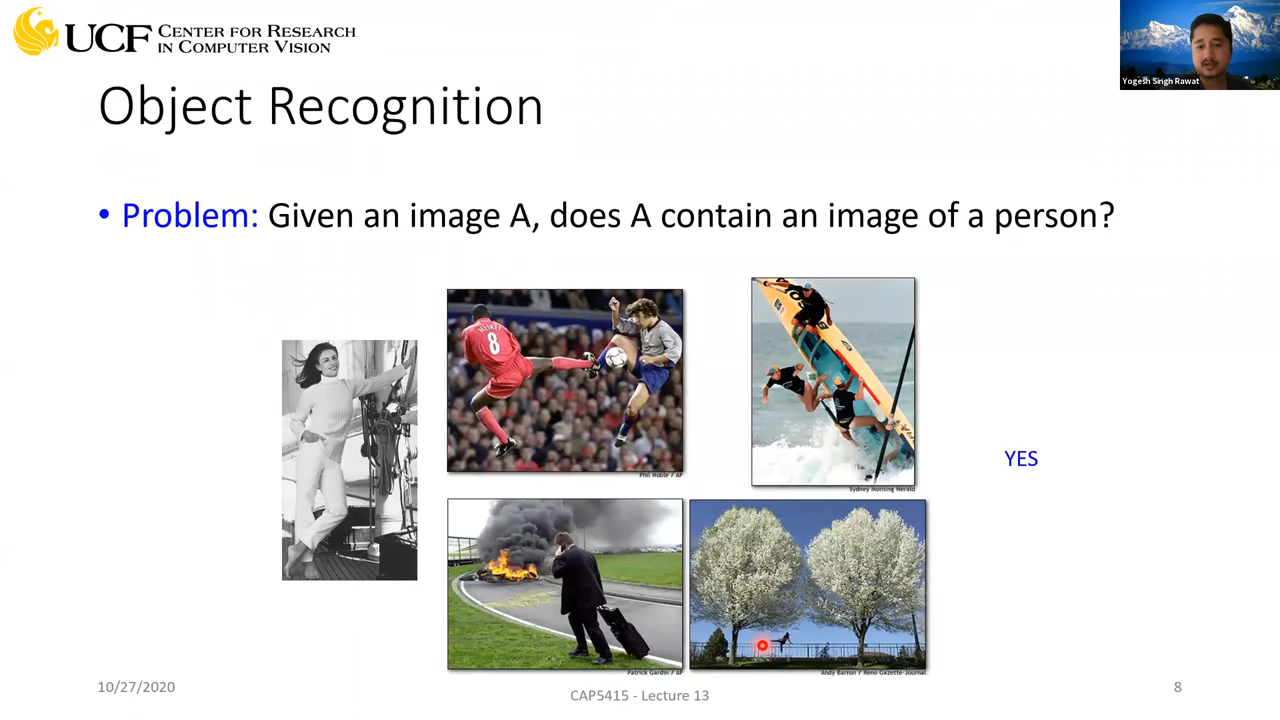 UCF CENTER FOR RESEARCH
IN COMPUTER VISION
Yogesh Singh Rawat
Object Recognition
• Problem: Given an image A, does A contain an image of a person?
8
Phil Noble / AP
Sydney Morning Herald
YES
Patrick Gardin / AP
Andy Barron / Reno Gazette-Journal
10/27/2020
CAP5415 - Lecture 13
8